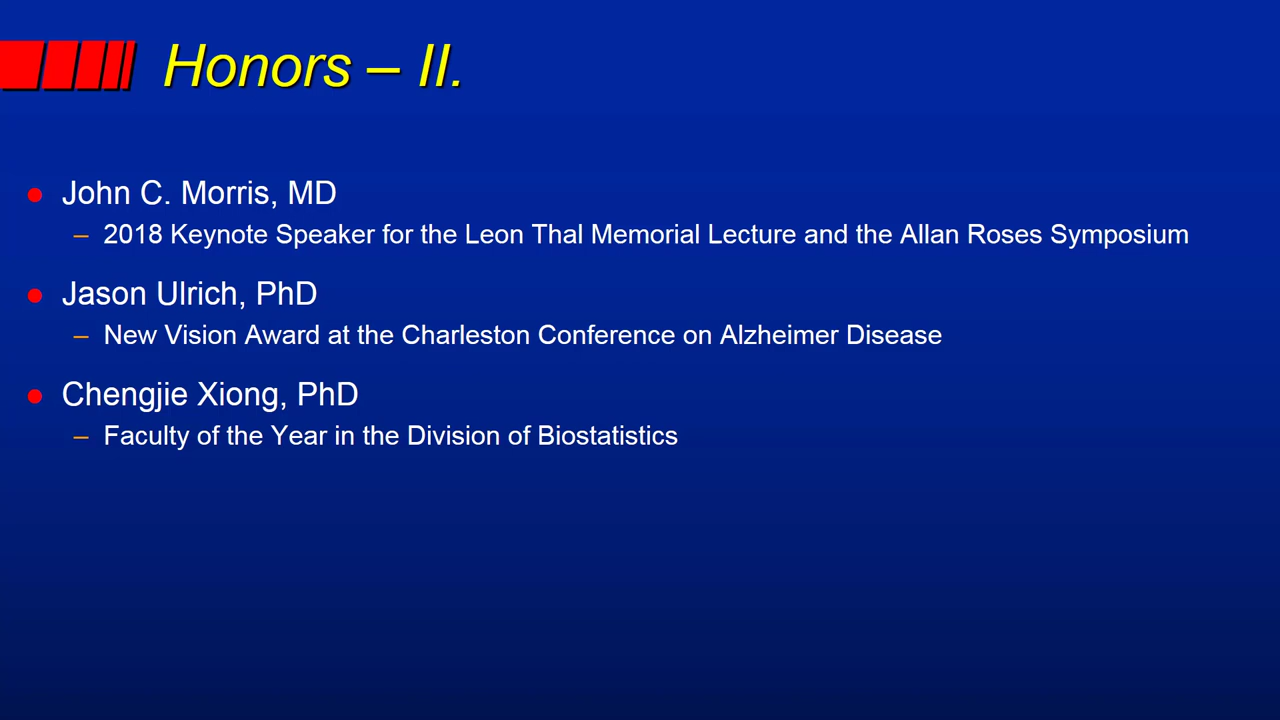 Honors – II.
● John C. Morris, MD
– 2018 Keynote Speaker for the Leon Thal Memorial Lecture and the Allan Roses Symposium
● Jason Ulrich, PhD
– New Vision Award at the Charleston Conference on Alzheimer Disease
● Chengjie Xiong, PhD
– Faculty of the Year in the Division of Biostatistics